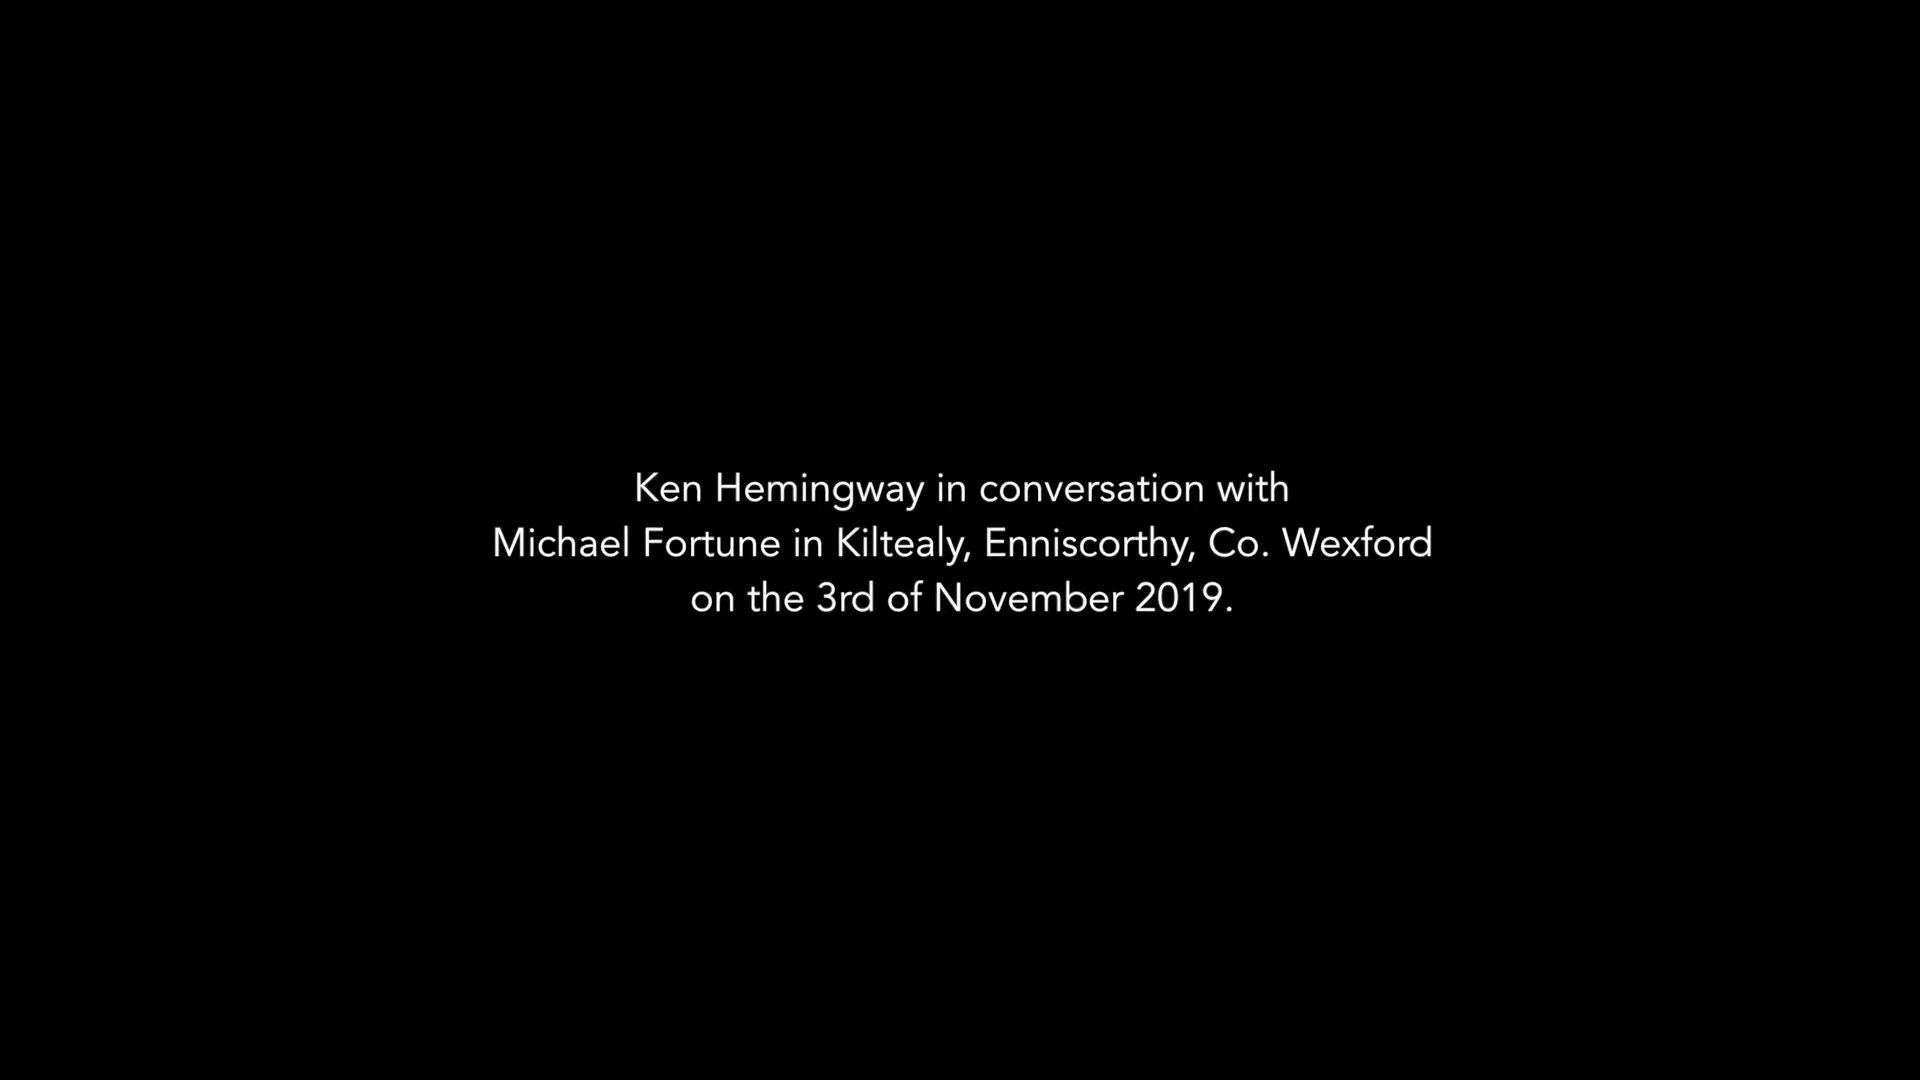 Ken Hemingway in conversation with
Michael Fortune in Kiltealy, Enniscorthy, Co. Wexford
on the 3rd of November 2019.